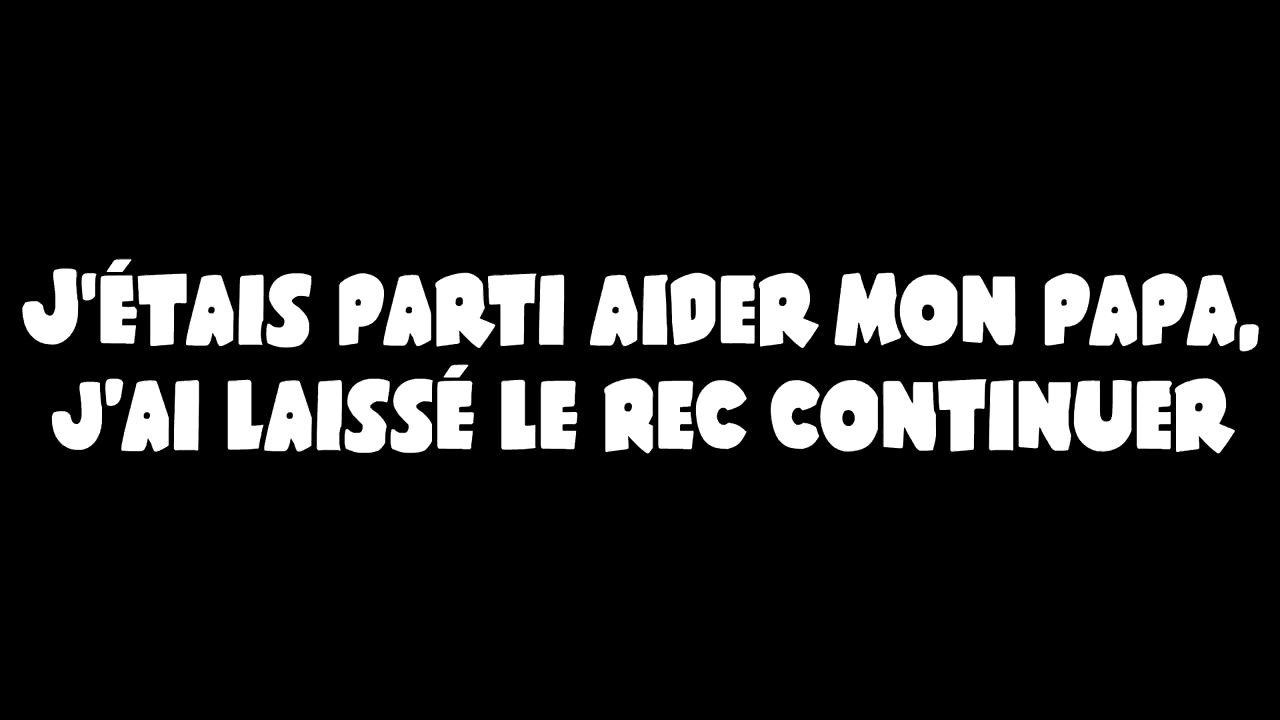 J'ÉTAIS PARTI AIDER MON PAPA,
J'AI LAISSÉ LE REC CONTINUER